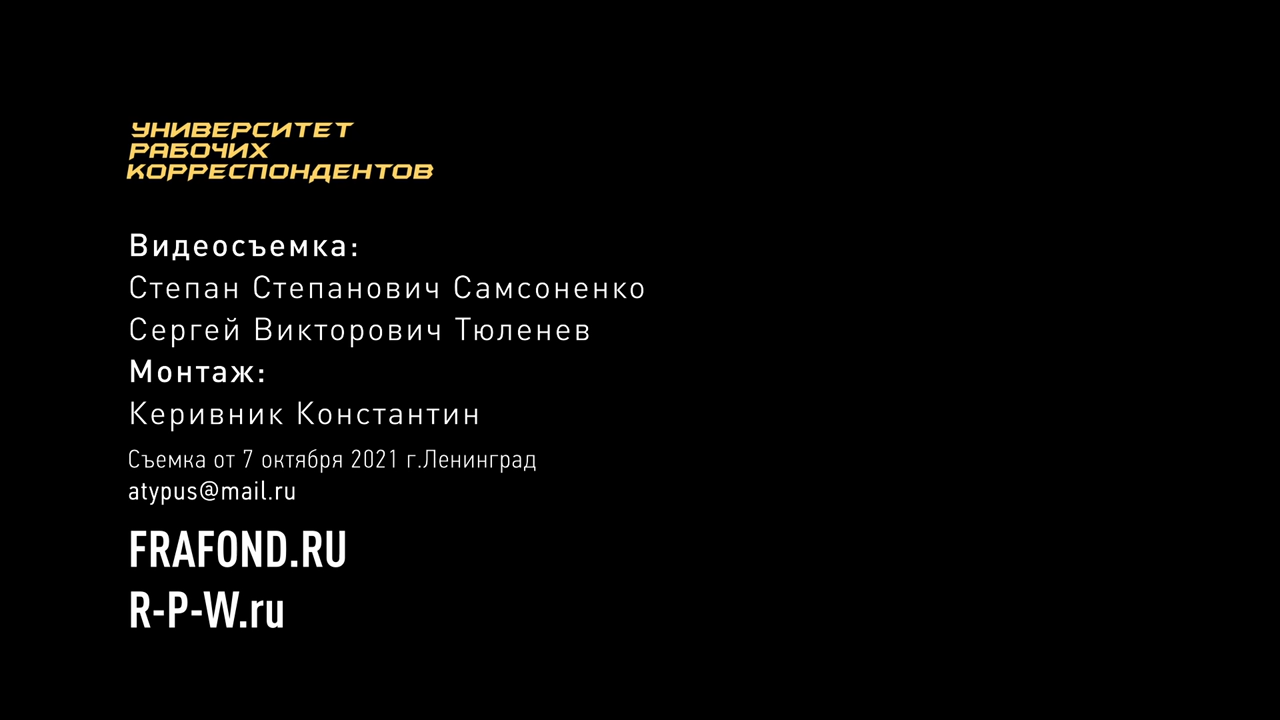 УНИВЕРСИТЕТ
РАБОЧИХ
КОРРЕСПОНДЕНТОВ
Видеосъемка:
Степан Степанович Самсоненко
Сергей Викторович Тюленев
Монтаж:
Керивник Константин
Съемка от 7 октября 2021 г.Ленинград
atypus@mail.ru
FRAFOND.RU
R-P-W.ru